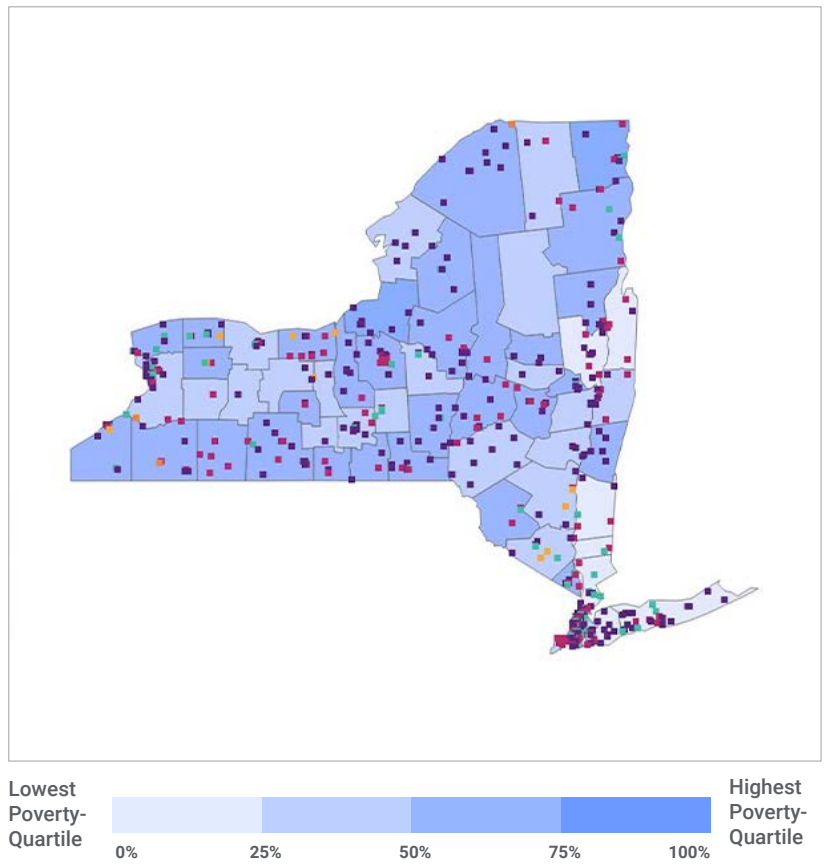 Lowest
Poverty-
Quartile
0%
25%
50%
75%
100%
Highest
Poverty-
Quartile